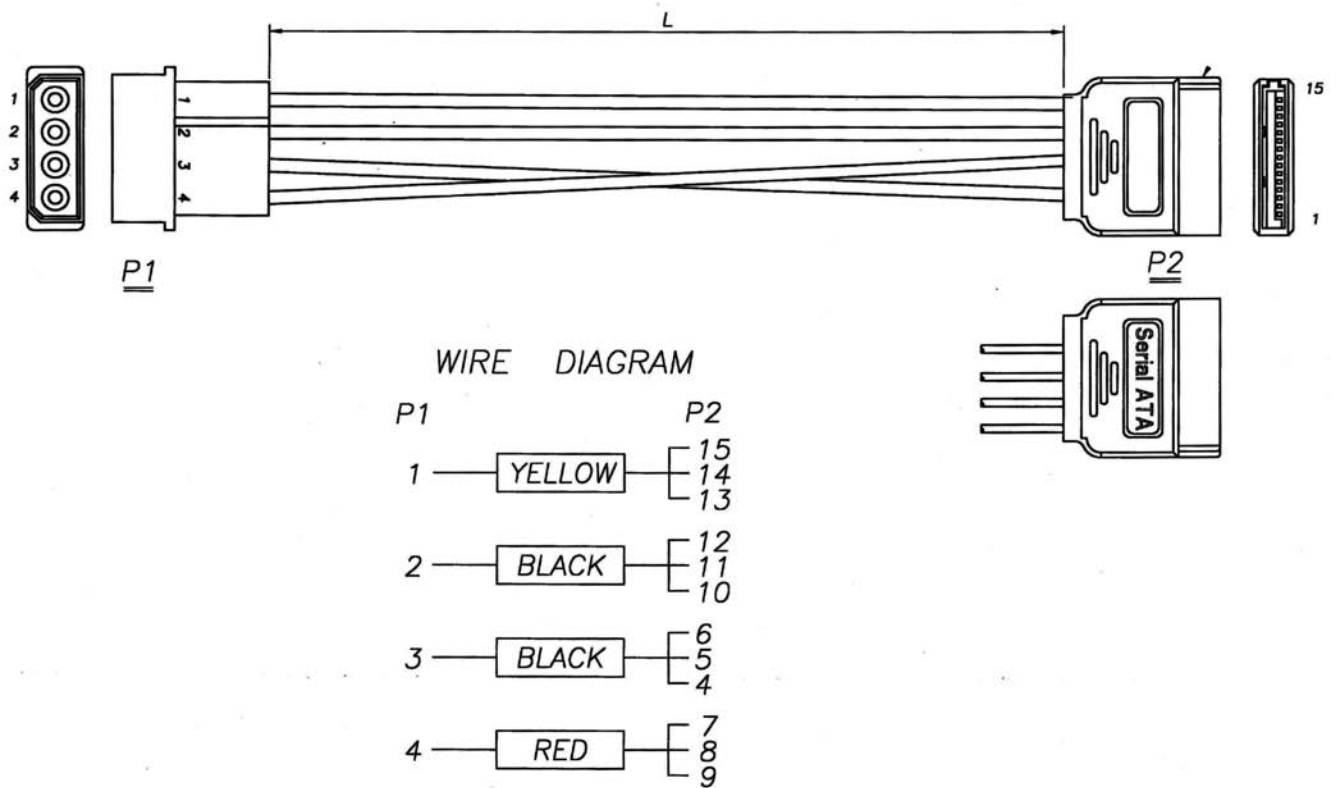 L
1
2
3
4
1
2
3
4
15
1
P1
P2
Serial ATA
WIRE DIAGRAM
P1 P2
1 YELLOW 15
14
13
2 BLACK 12
11
10
3 BLACK 6
5
4
4 RED 7
8
9